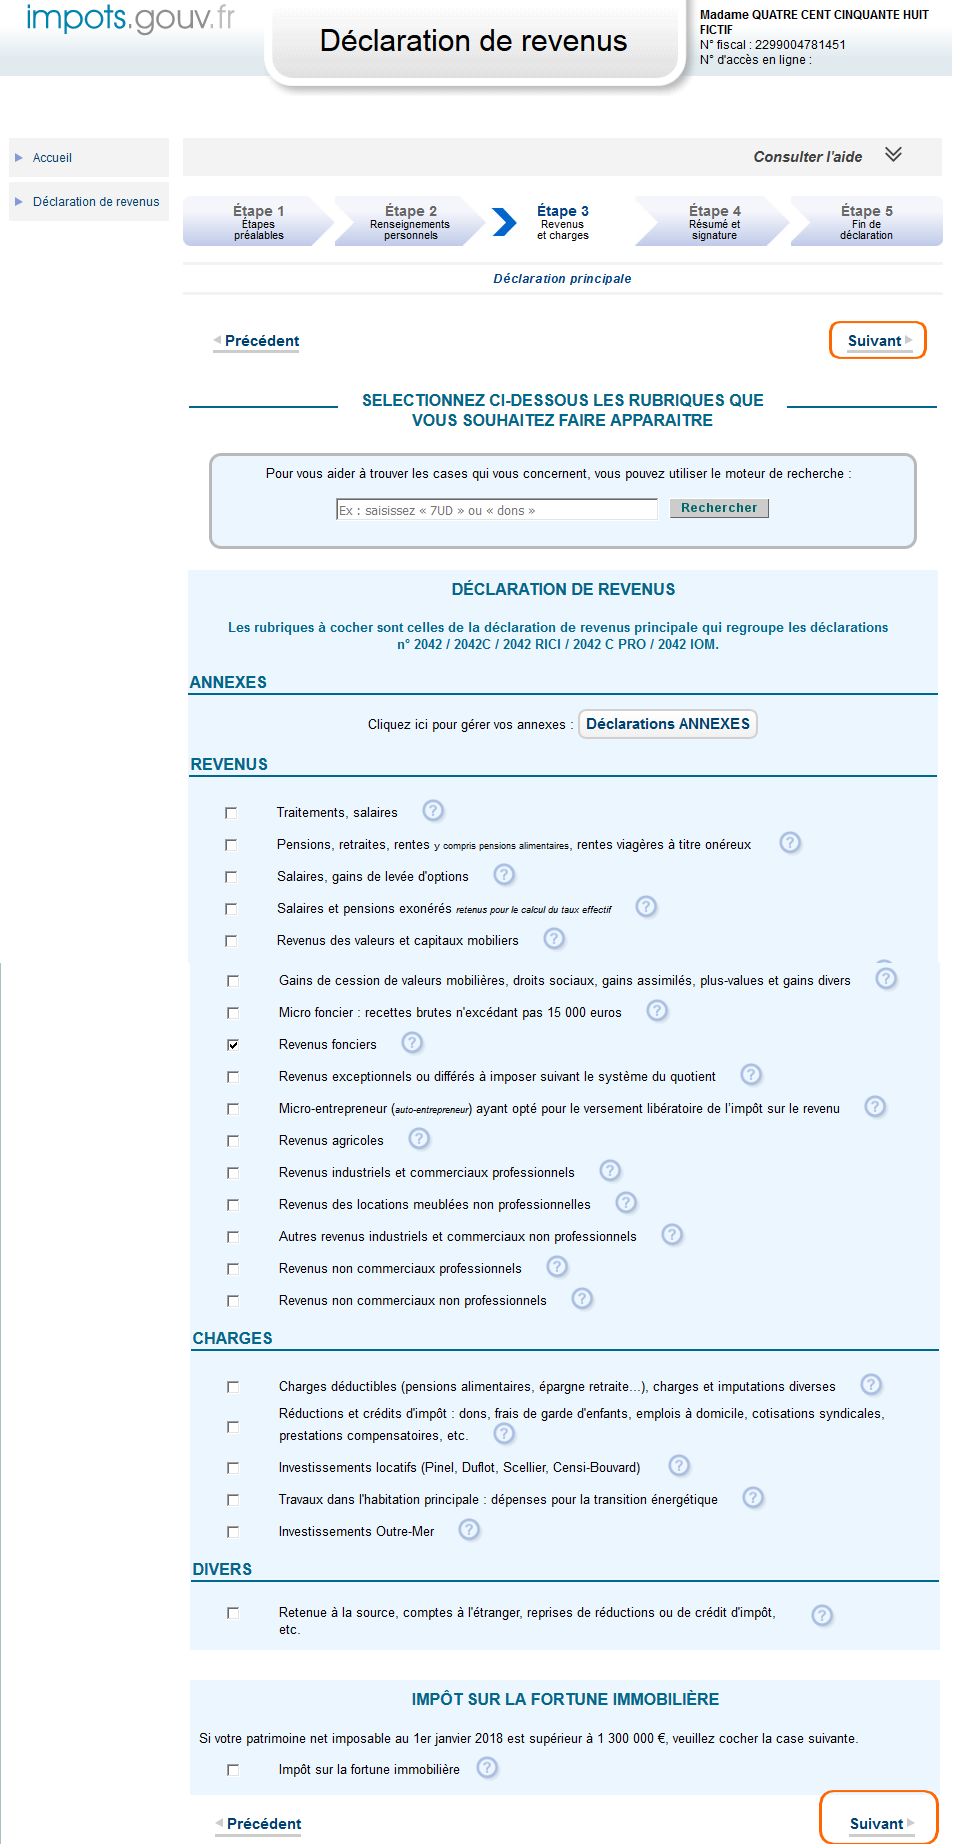 impots.gouv.fr
Déclaration de revenus
Madame QUATRE CENT CINQUANTE HUIT
FICTIF
N° fiscal : 2299004781451
N° d'accès en ligne :
Accueil
Déclaration de revenus
Consulter l'aide
Étape 1
Étapes
préalables
Étape 2
Renseignements
personnels
Étape 3
Revenus
et charges
Étape 4
Résumé et
signature
Étape 5
Fin de
déclaration
Déclaration principale
Précédent
Suivant
SELECTIONNEZ CI-DESSOUS LES RUBRIQUES QUE
VOUS SOUHAITEZ FAIRE APPARAITRE
Pour vous aider à trouver les cases qui vous concernent, vous pouvez utiliser le moteur de recherche :
Ex : saisissez « 7UD » ou « dons »
Rechercher
DÉCLARATION DE REVENUS
Les rubriques à cocher sont celles de la déclaration de revenus principale qui regroupe les déclarations
n° 2042 / 2042C / 2042 RICI / 2042 C PRO / 2042 IOM.
ANNEXES
Cliquez ici pour gérer vos annexes : Déclarations ANNEXES
REVENUS
Traitements, salaires ?
Pensions, retraites, rentes y compris pensions alimentaires, rentes viagères à titre onéreux ?
Salaires, gains de levée d'options ?
Salaires et pensions exonérés retenus pour le calcul du taux effectif ?
Revenus des valeurs et capitaux mobiliers ?
Gains de cession de valeurs mobilières, droits sociaux, gains assimilés, plus-values et gains divers ?
Micro foncier : recettes brutes n'excédant pas 15 000 euros ?
Revenus fonciers ?
Revenus exceptionnels ou différés à imposer suivant le système du quotient ?
Micro-entrepreneur (auto-entrepreneur) ayant opté pour le versement libératoire de l'impôt sur le revenu ?
Revenus agricoles ?
Revenus industriels et commerciaux professionnels ?
Revenus des locations meublées non professionnelles ?
Autres revenus industriels et commerciaux non professionnels ?
Revenus non commerciaux professionnels ?
Revenus non commerciaux non professionnels ?
CHARGES
Charges déductibles (pensions alimentaires, épargne retraite...), charges et imputations diverses ?
Réductions et crédits d'impôt : dons, frais de garde d'enfants, emplois à domicile, cotisations syndicales,
prestations compensatoires, etc. ?
Investissements locatifs (Pinel, Duflot, Scellier, Censi-Bouvard) ?
Travaux dans l'habitation principale : dépenses pour la transition énergétique ?
Investissements Outre-Mer ?
DIVERS
Retenue à la source, comptes à l'étranger, reprises de réductions ou de crédit d'impôt, ?
etc.
IMPÔT SUR LA FORTUNE IMMOBILIÈRE
Si votre patrimoine net imposable au 1er janvier 2018 est supérieur à 1 300 000 €, veuillez cocher la case suivante.
Impôt sur la fortune immobilière ?
Précédent
Suivant